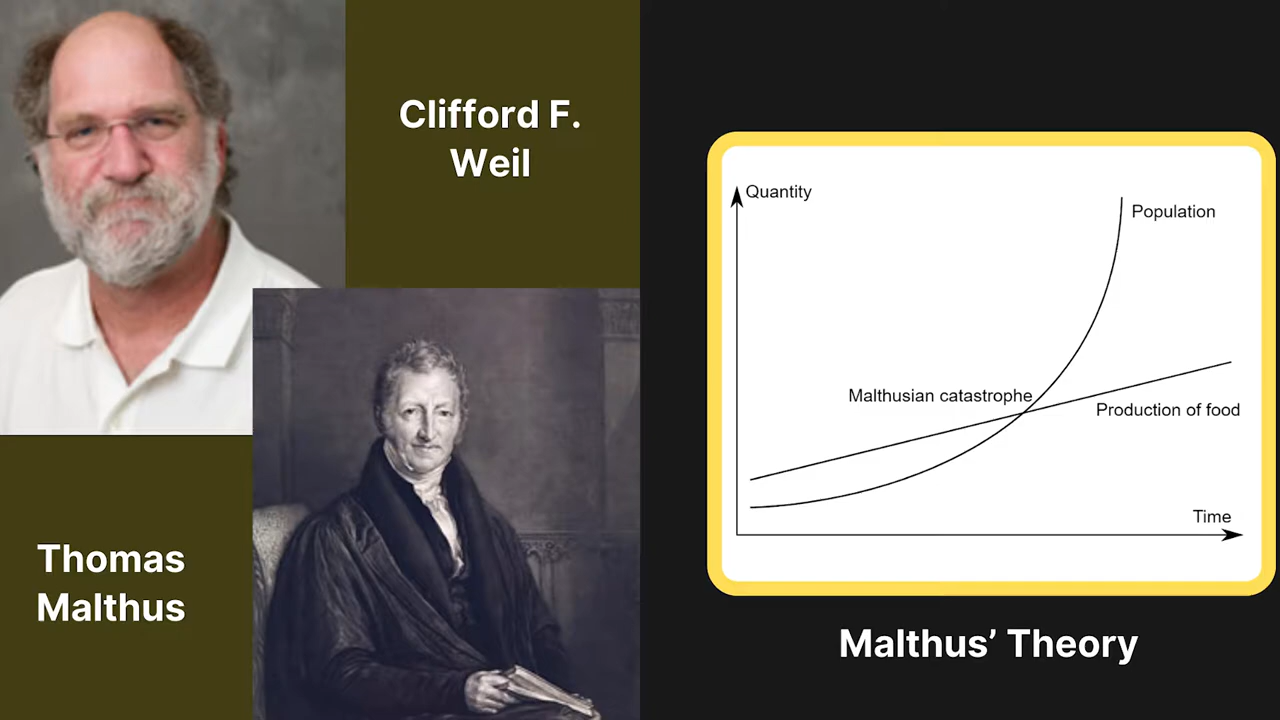 Clifford F.
Weil
Thomas
Malthus
Quantity
Population
Malthusian catastrophe
Production of food
Time
Malthus’ Theory